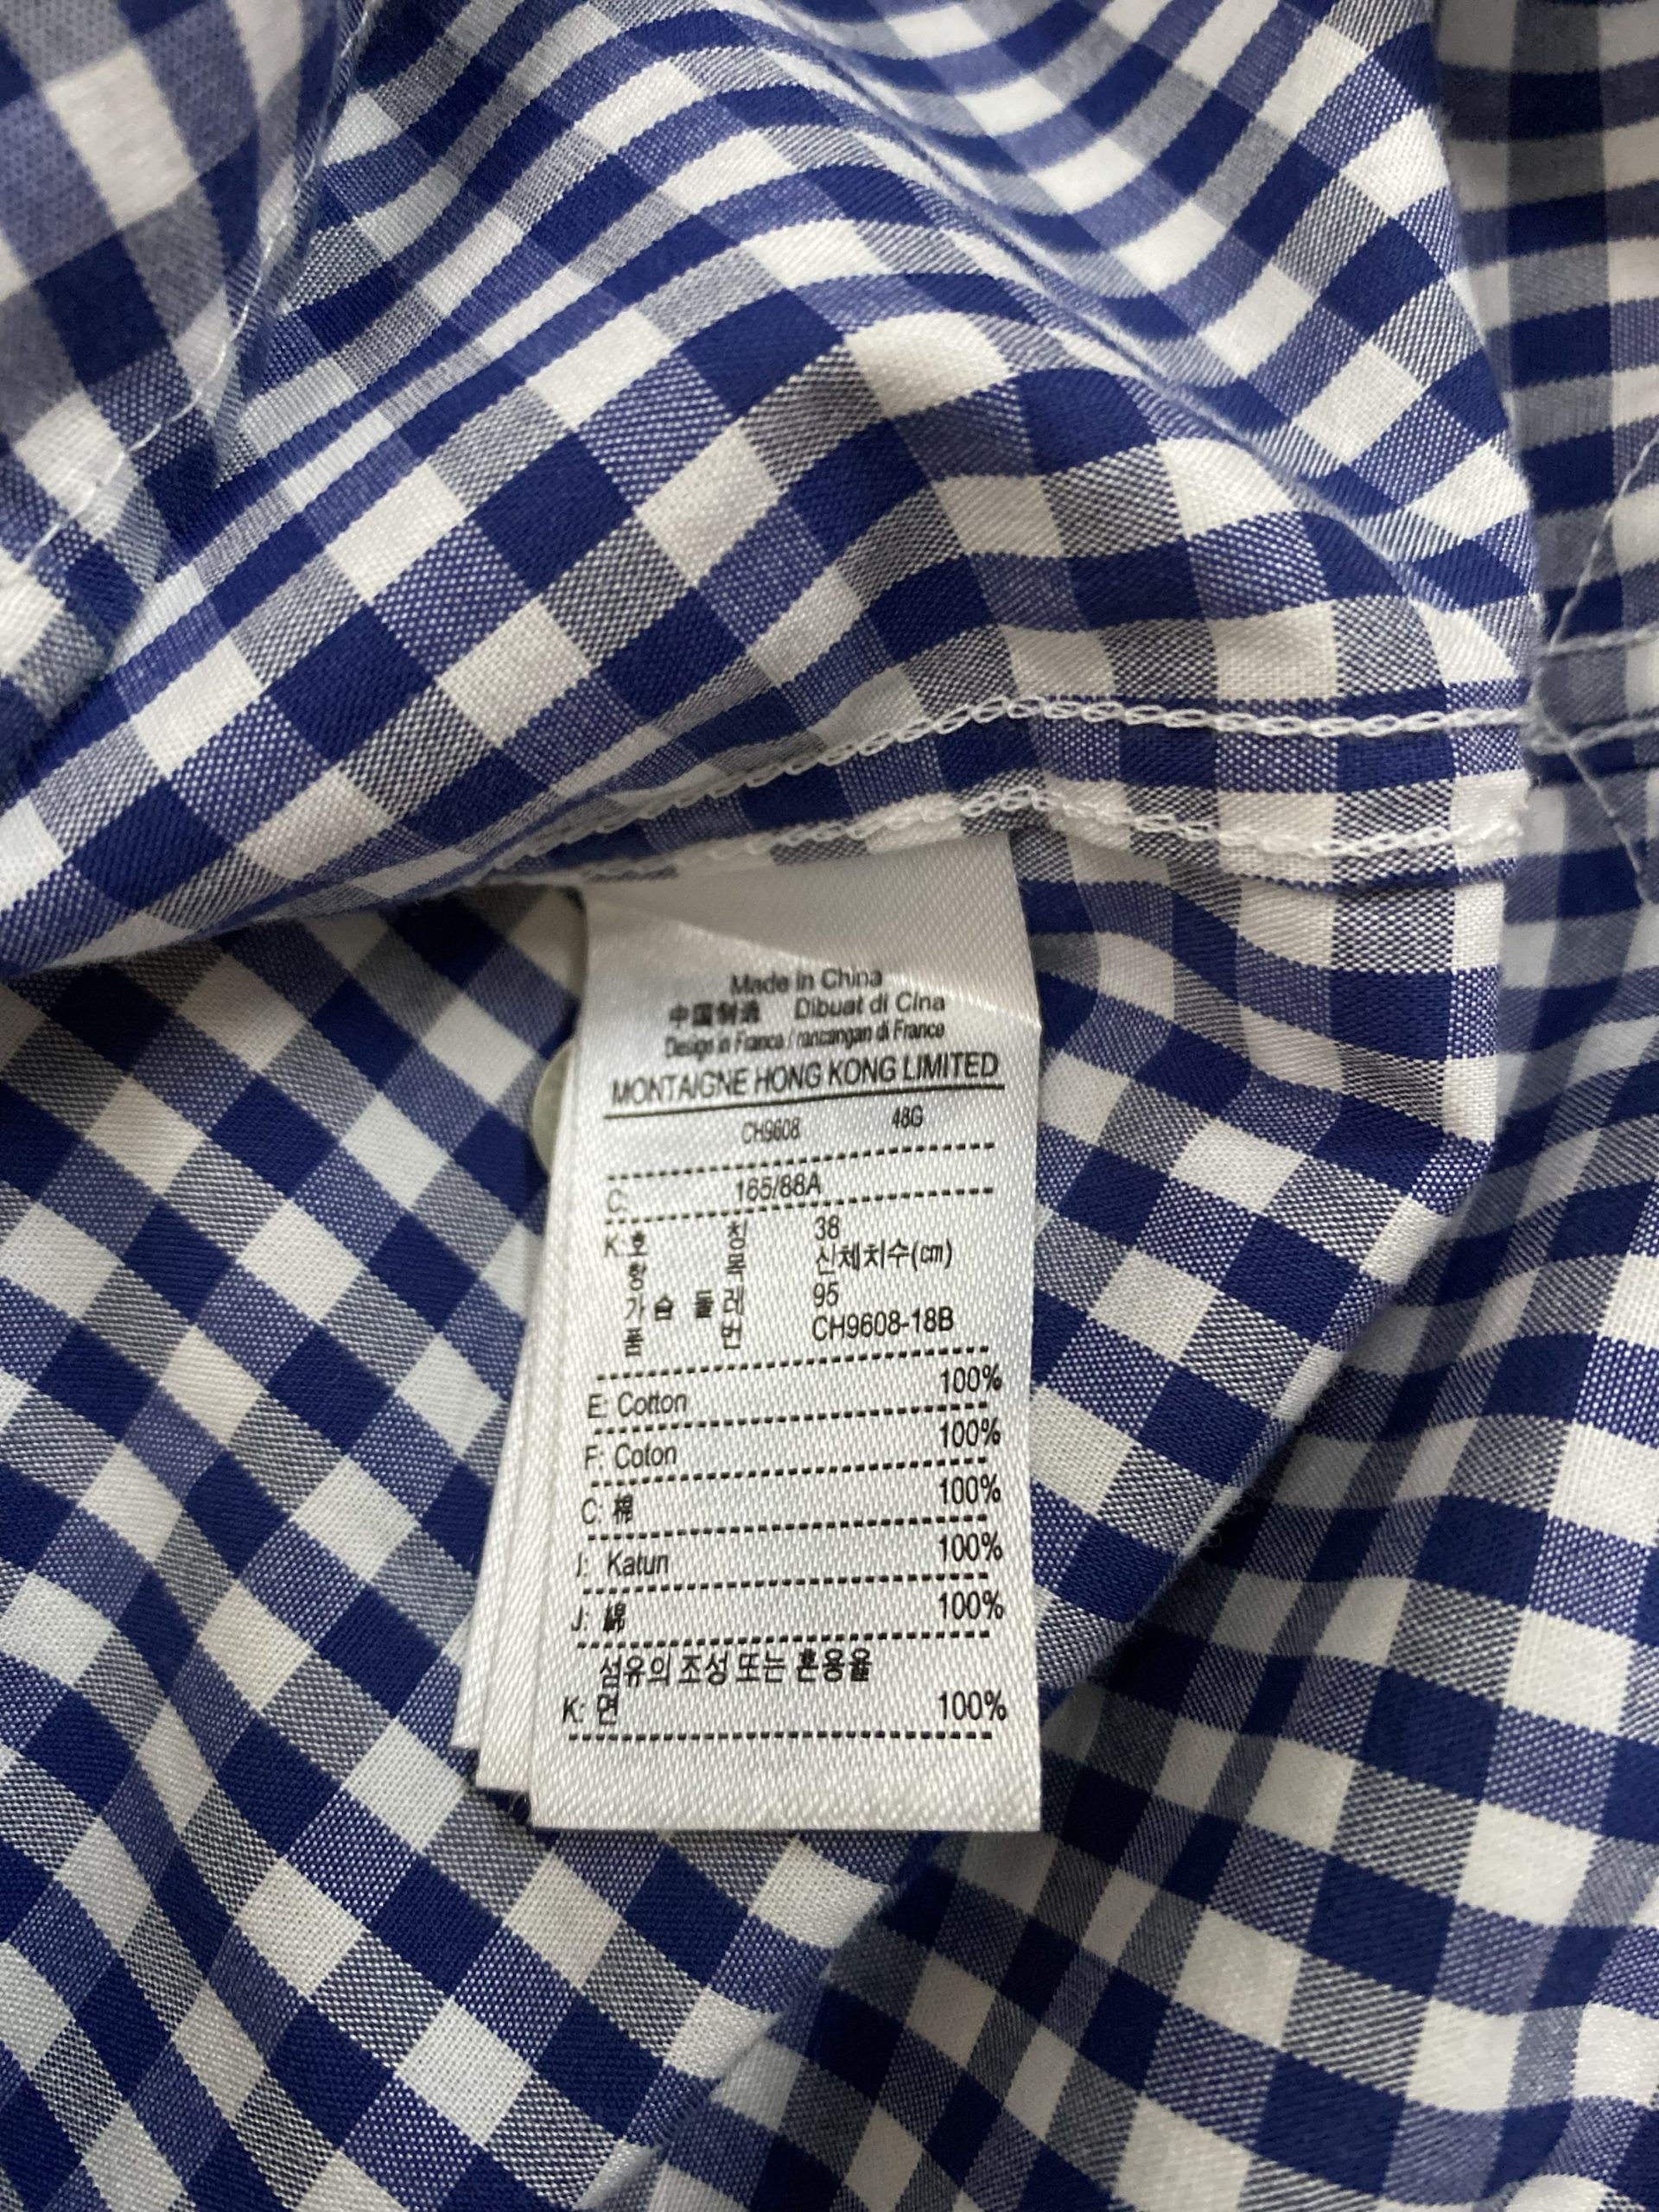 Made in China
中国制造 Dibuat di Cina
Design in France / rancangan di France
MONTAIGNE HONG KONG LIMITED
CH9608 48G
C: 165/88A
K: 호 칭 38
항 목 신체치수(㎝)
가 슴 둘 레 95
품 번 CH9608-18B
E: Cotton 100%
F: Coton 100%
C: 棉 100%
I: Katun 100%
J: 綿 100%
섬유의 조성 또는 혼용율
K: 면 100%